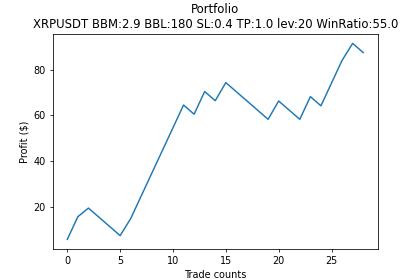 Portfolio
XRPUSDT BBM:2.9 BBL:180 SL:0.4 TP:1.0 lev:20 WinRatio:55.0
80
60
40
20
Profit ($)
0 5 10 15 20 25
Trade counts